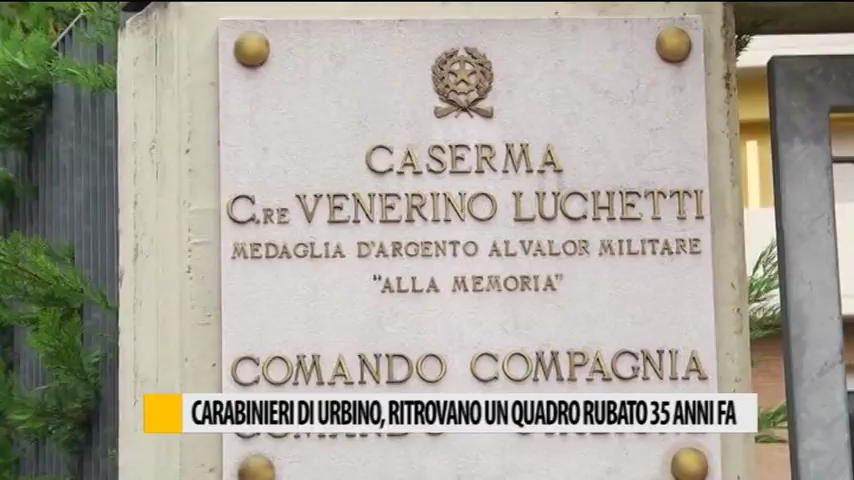 CASERMA
C.RE VENERINO LUCHETTI
MEDAGLIA D'ARGENTO AL VALOR MILITARE
"ALLA MEMORIA"
COMANDO COMPAGNIA
CARABINIERI DI URBINO, RITROVANO UN QUADRO RUBATO 35 ANNI FA